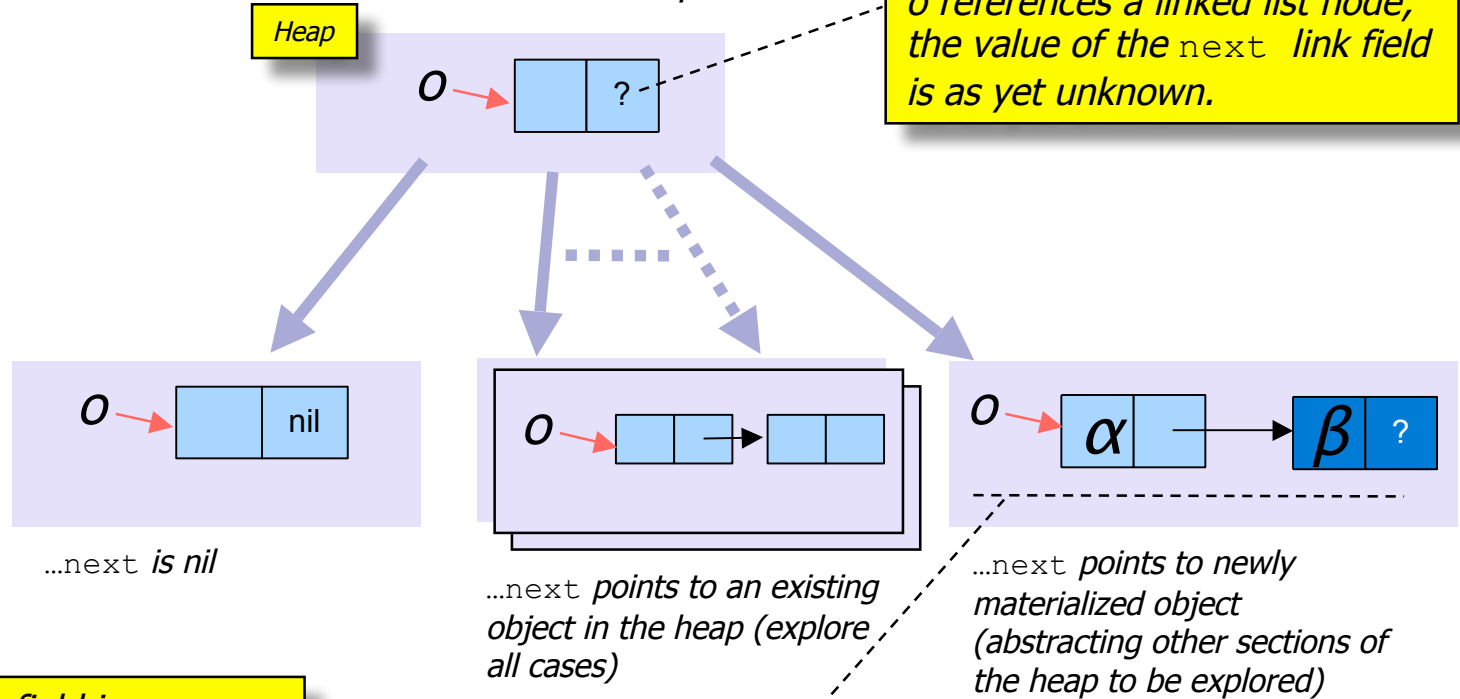 o references a linked list node,
the value of the next link field
is as yet unknown.
Heap
o
?
o
nil
o
o
α
β
?
…next is nil
…next points to an existing
object in the heap (explore
all cases)
…next points to newly
materialized object
(abstracting other sections of
the heap to be explored)